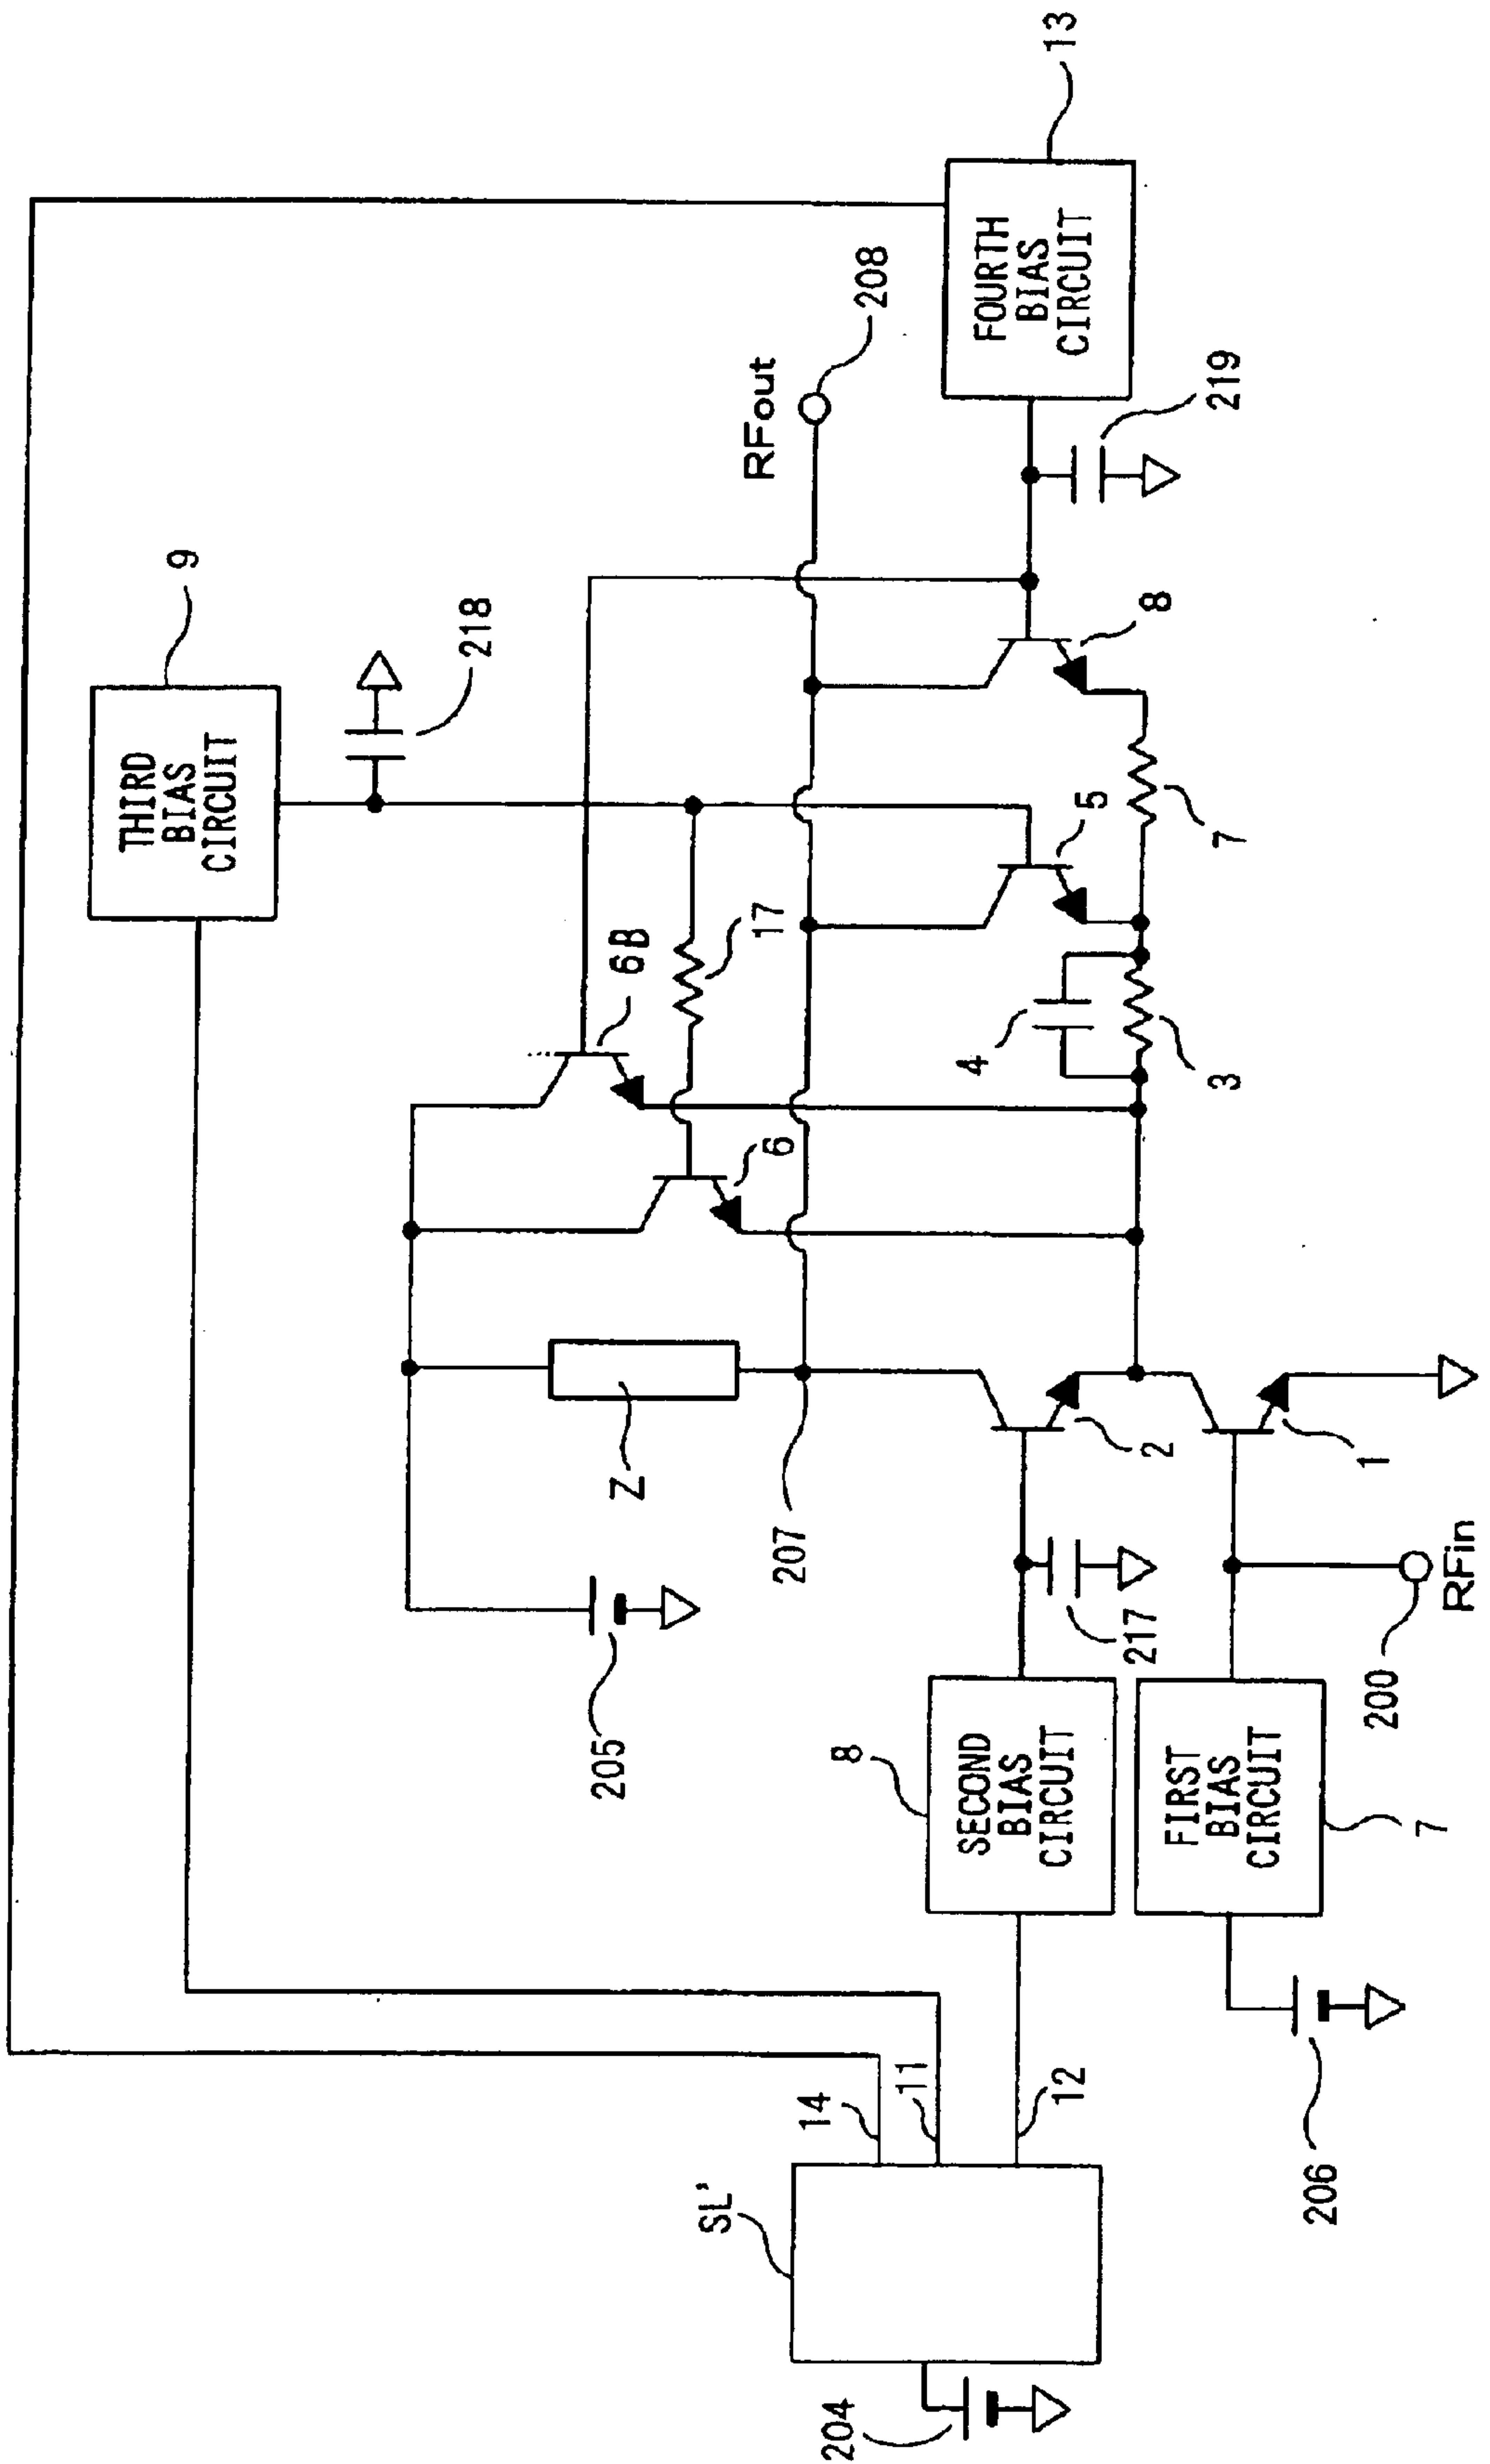 13
9
THIRD
BIAS
CIRCUIT
218
RFout
208
FOURTH
BIAS
CIRCUIT
219
6B
17
8
5
7
4
3
6
Z
207
2
1
205
217
8
SECOND
BIAS
CIRCUIT
FIRST
BIAS
CIRCUIT
7
200
RFin
14
11
12
SL'
206
204